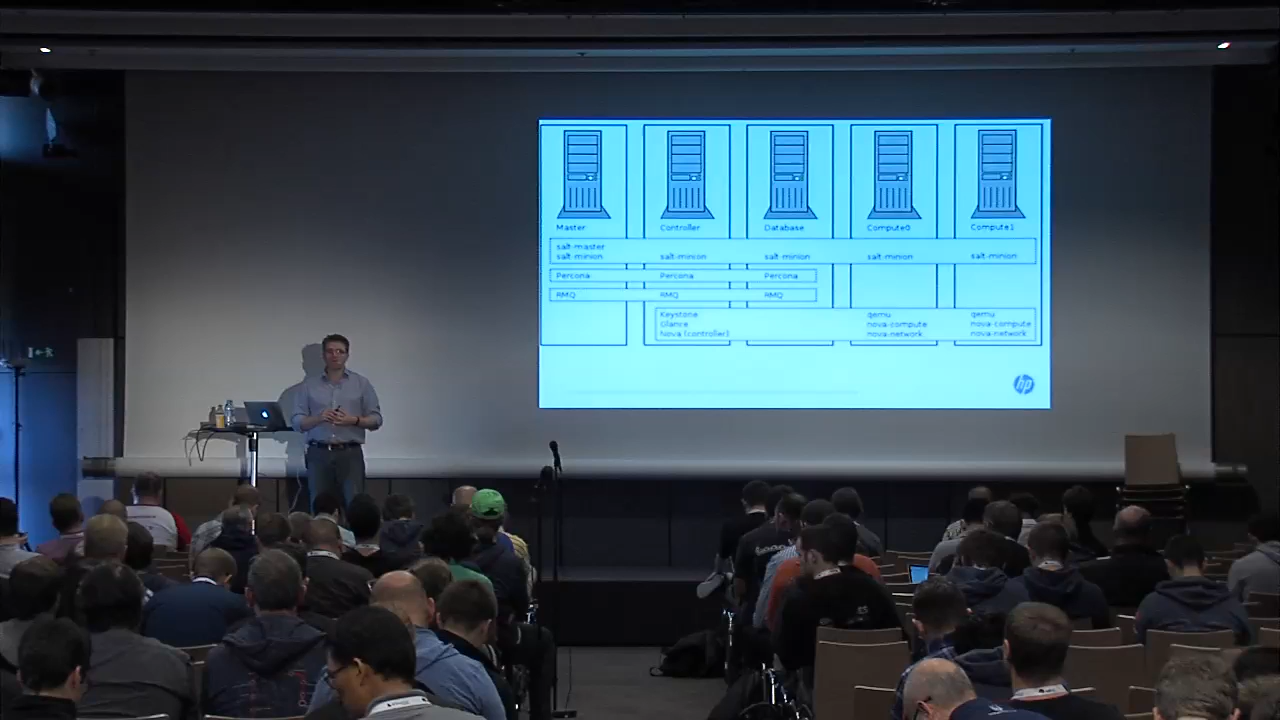 Master Controller Database Compute0 Compute1
salt-master
salt-minion salt-minion salt-minion salt-minion salt-minion
Percona Percona Percona
RMQ RMQ RMQ
Keystone qemu qemu
Glance nova-compute nova-compute
Nova (controller) nova-network nova-network
hp